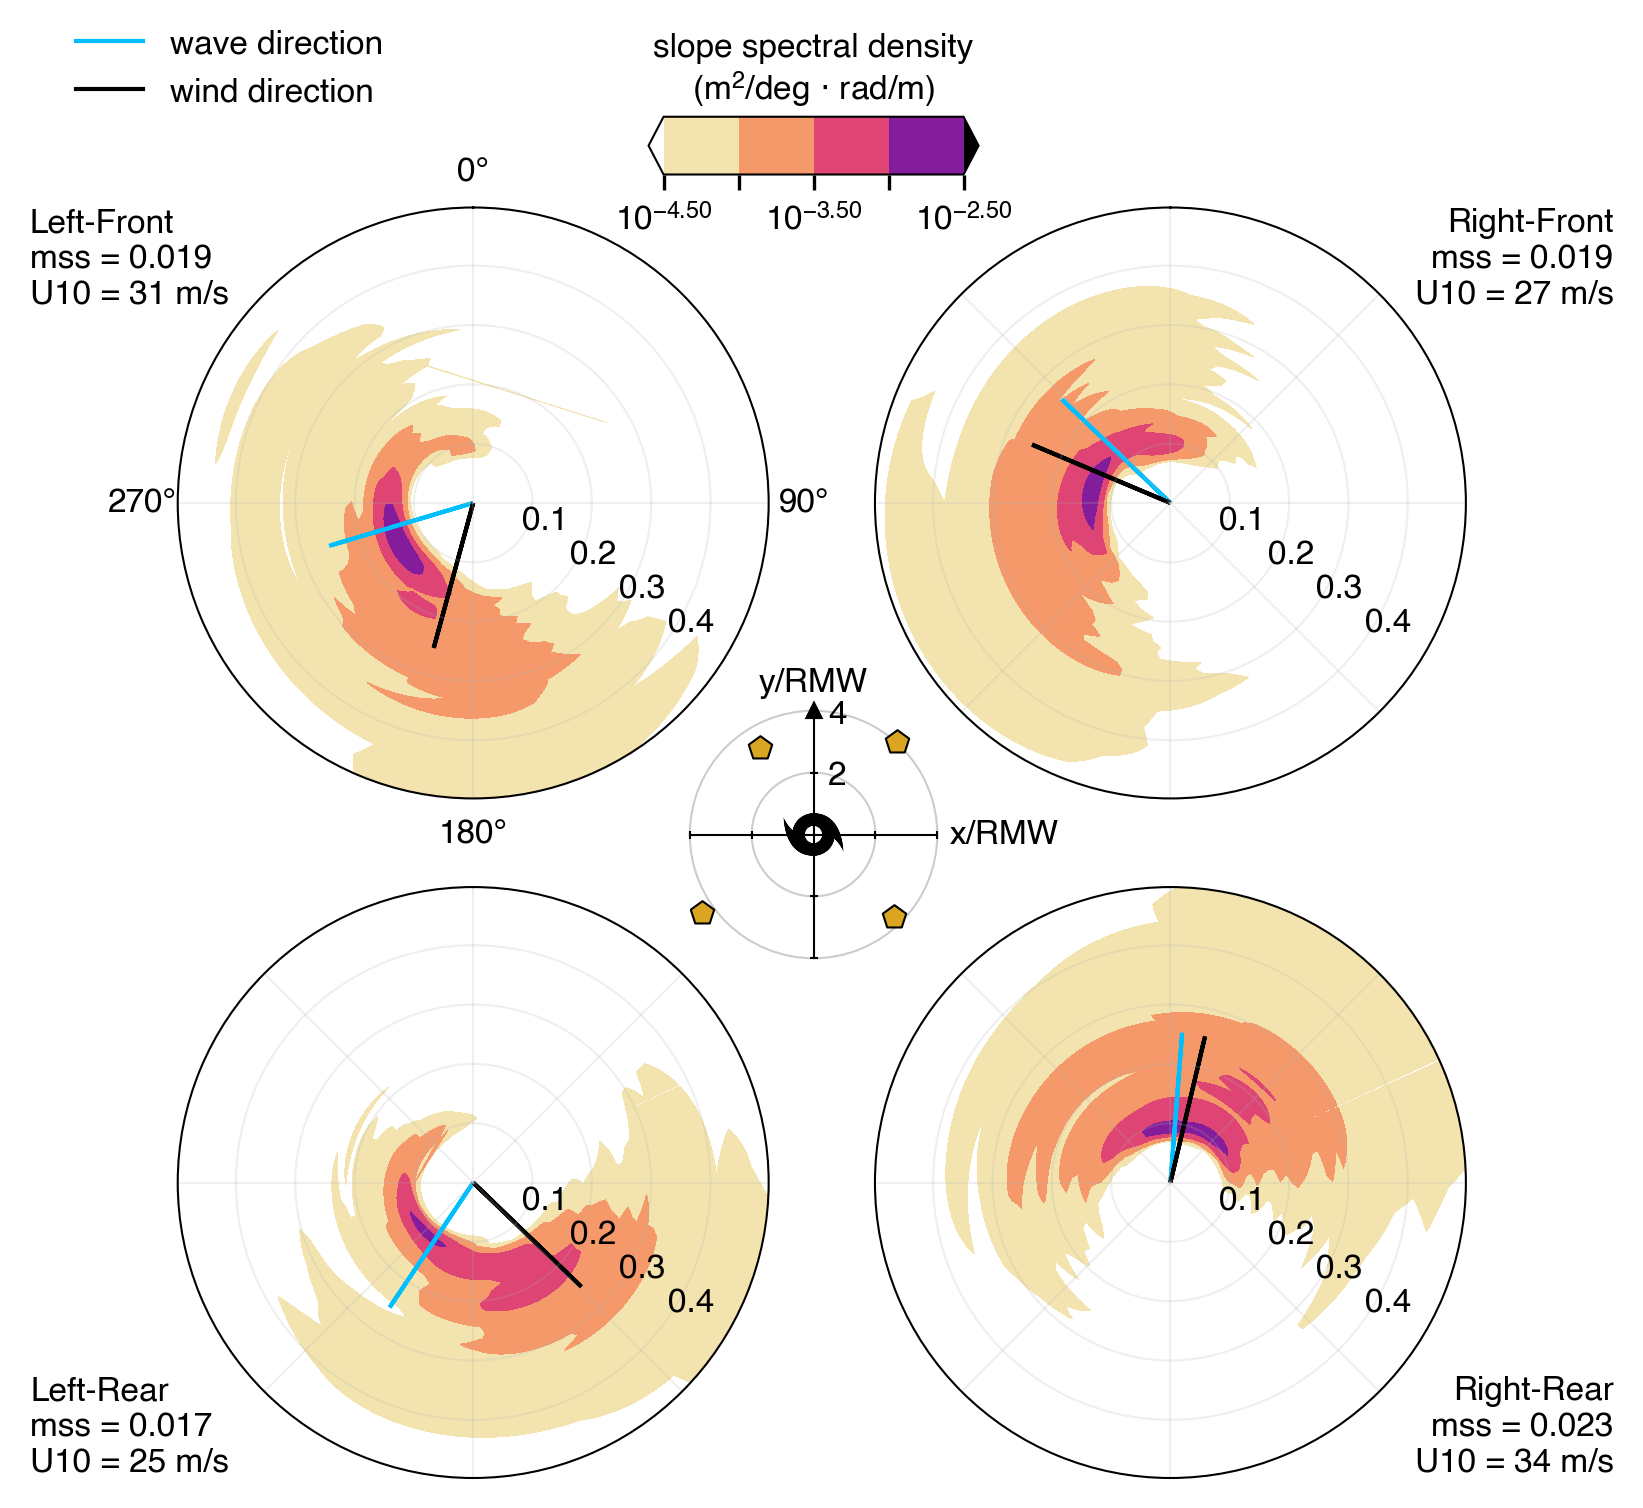 wave direction
wind direction
slope spectral density
(m²/deg · rad/m)
10⁻⁴·⁵⁰ 10⁻³·⁵⁰ 10⁻²·⁵⁰
0°
Left-Front
mss = 0.019
U10 = 31 m/s
Right-Front
mss = 0.019
U10 = 27 m/s
270°
90°
0.1
0.2
0.3
0.4
180°
0.1
0.2
0.3
0.4
y/RMW
4
2
x/RMW
0.1
0.2
0.3
0.4
0.1
0.2
0.3
0.4
Left-Rear
mss = 0.017
U10 = 25 m/s
Right-Rear
mss = 0.023
U10 = 34 m/s